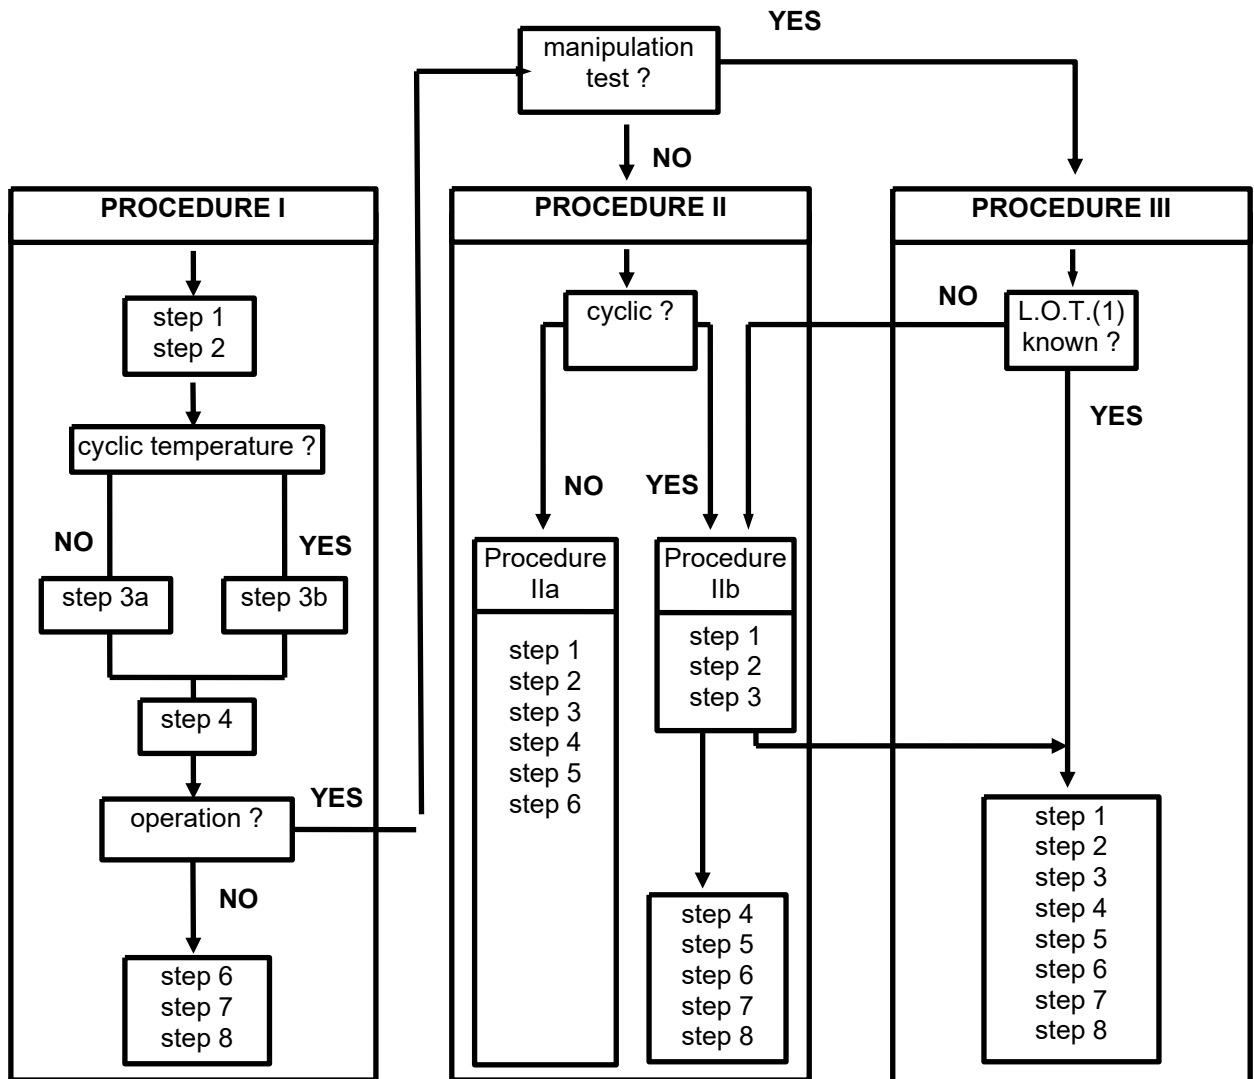 YES
manipulation
test ?
NO
PROCEDURE I
step 1
step 2
cyclic temperature ?
NO
YES
step 3a
step 3b
step 4
operation ?
YES
NO
step 6
step 7
step 8
PROCEDURE II
cyclic ?
NO
YES
Procedure
IIa
step 1
step 2
step 3
step 4
step 5
step 6
Procedure
IIb
step 1
step 2
step 3
step 4
step 5
step 6
step 7
step 8
PROCEDURE III
NO
L.O.T.(1)
known ?
YES
step 1
step 2
step 3
step 4
step 5
step 6
step 7
step 8